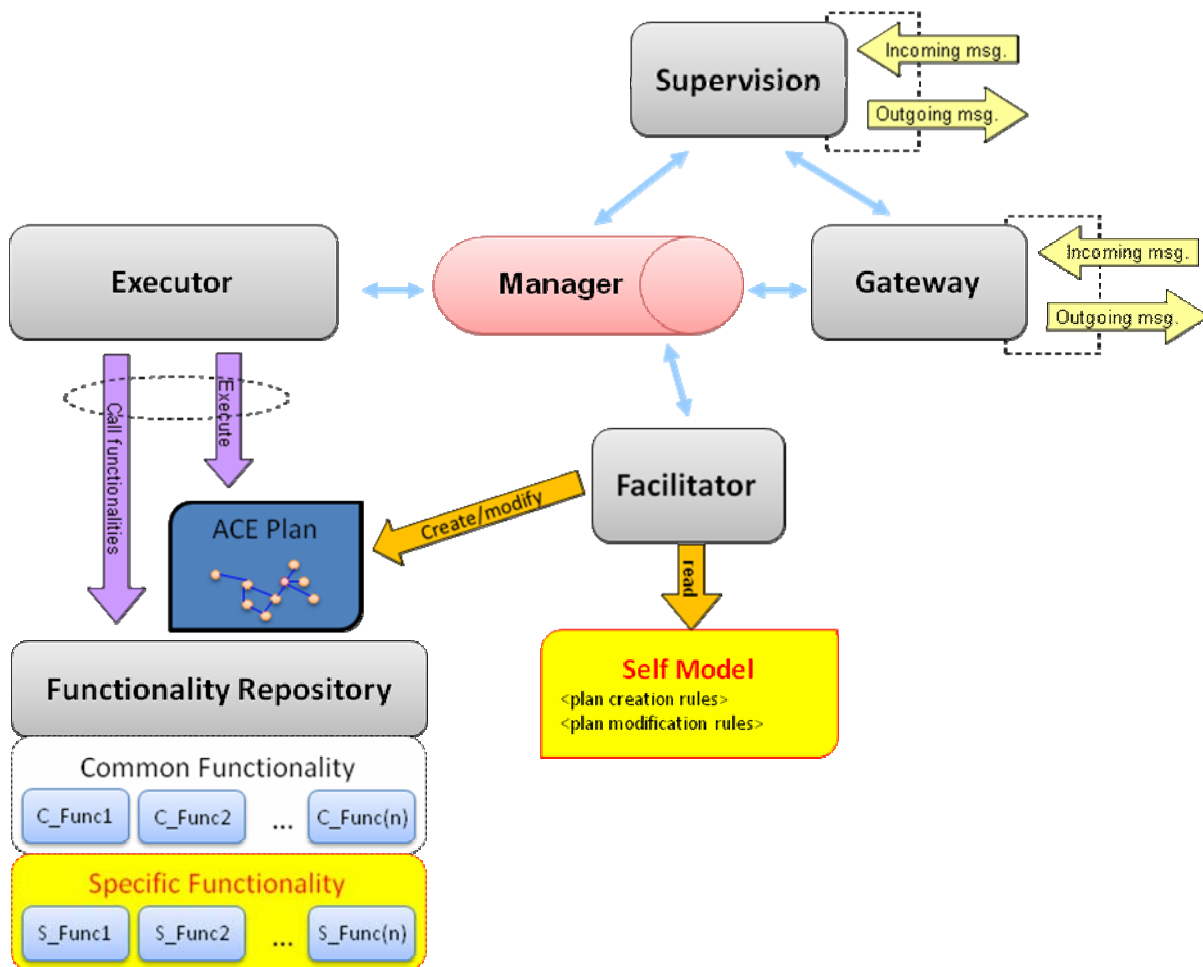 Supervision
Incoming msg.
Outgoing msg.
Executor
Manager
Gateway
Incoming msg.
Outgoing msg.
Call functionalities
Execute
ACE Plan
Create/modify
Facilitator
read
Self Model
<plan creation rules>
<plan modification rules>
Functionality Repository
Common Functionality
C_Func1 C_Func2 ... C_Func(n)
Specific Functionality
S_Func1 S_Func2 ... S_Func(n)